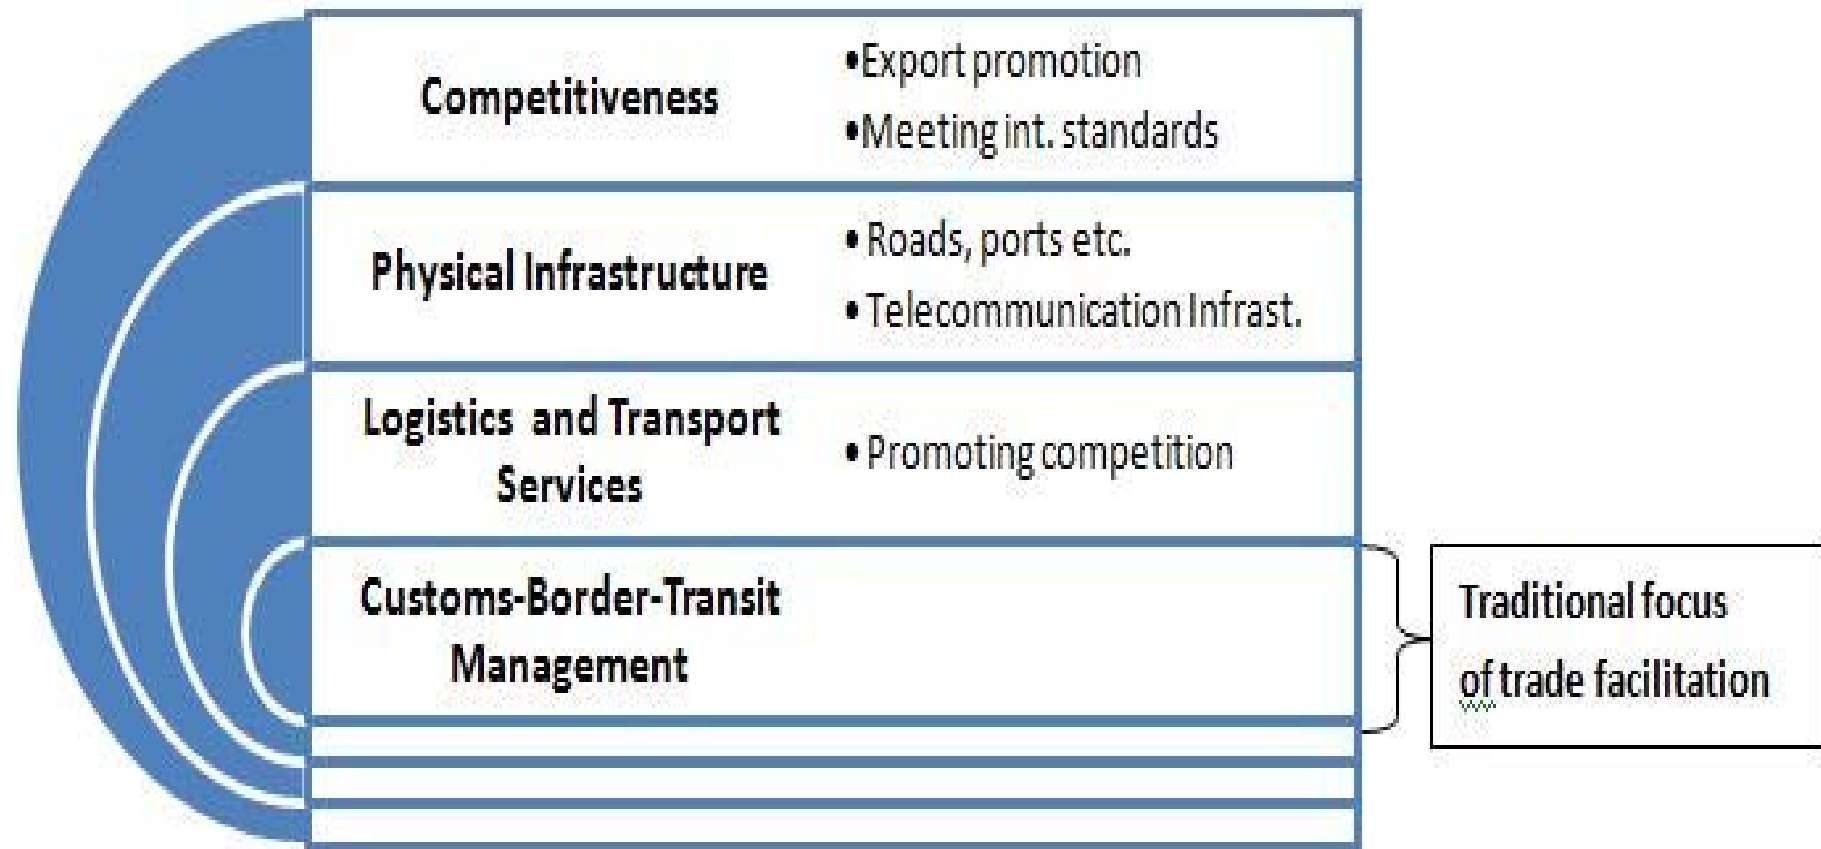 Competitiveness
•Export promotion
•Meeting int. standards
Physical Infrastructure
• Roads, ports etc.
• Telecommunication Infrast.
Logistics and Transport
Services
• Promoting competition
Customs-Border-Transit
Management
Traditional focus
of trade facilitation